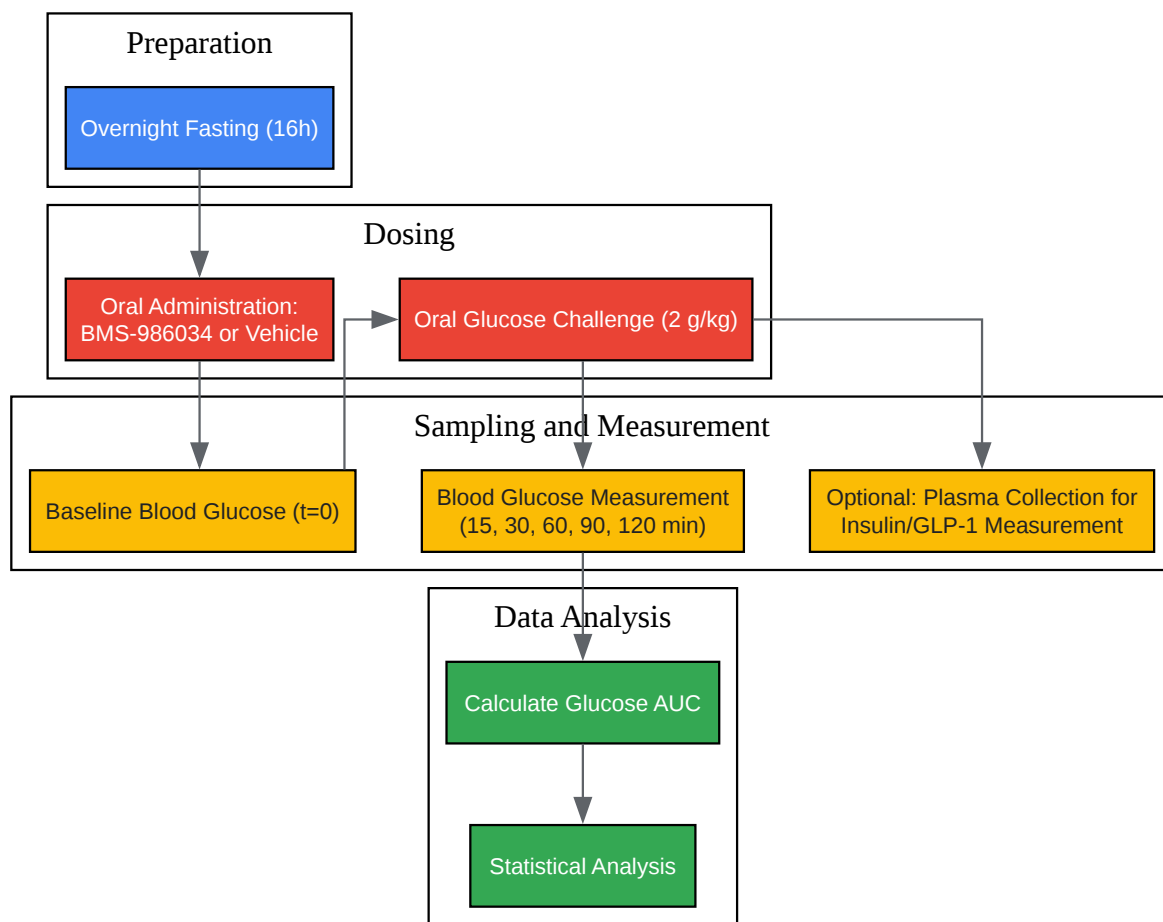 Preparation
Overnight Fasting (16h)
Dosing
Oral Administration:
BMS-986034 or Vehicle
Oral Glucose Challenge (2 g/kg)
Sampling and Measurement
Baseline Blood Glucose (t=0)
Blood Glucose Measurement
(15, 30, 60, 90, 120 min)
Optional: Plasma Collection for
Insulin/GLP-1 Measurement
Data Analysis
Calculate Glucose AUC
Statistical Analysis